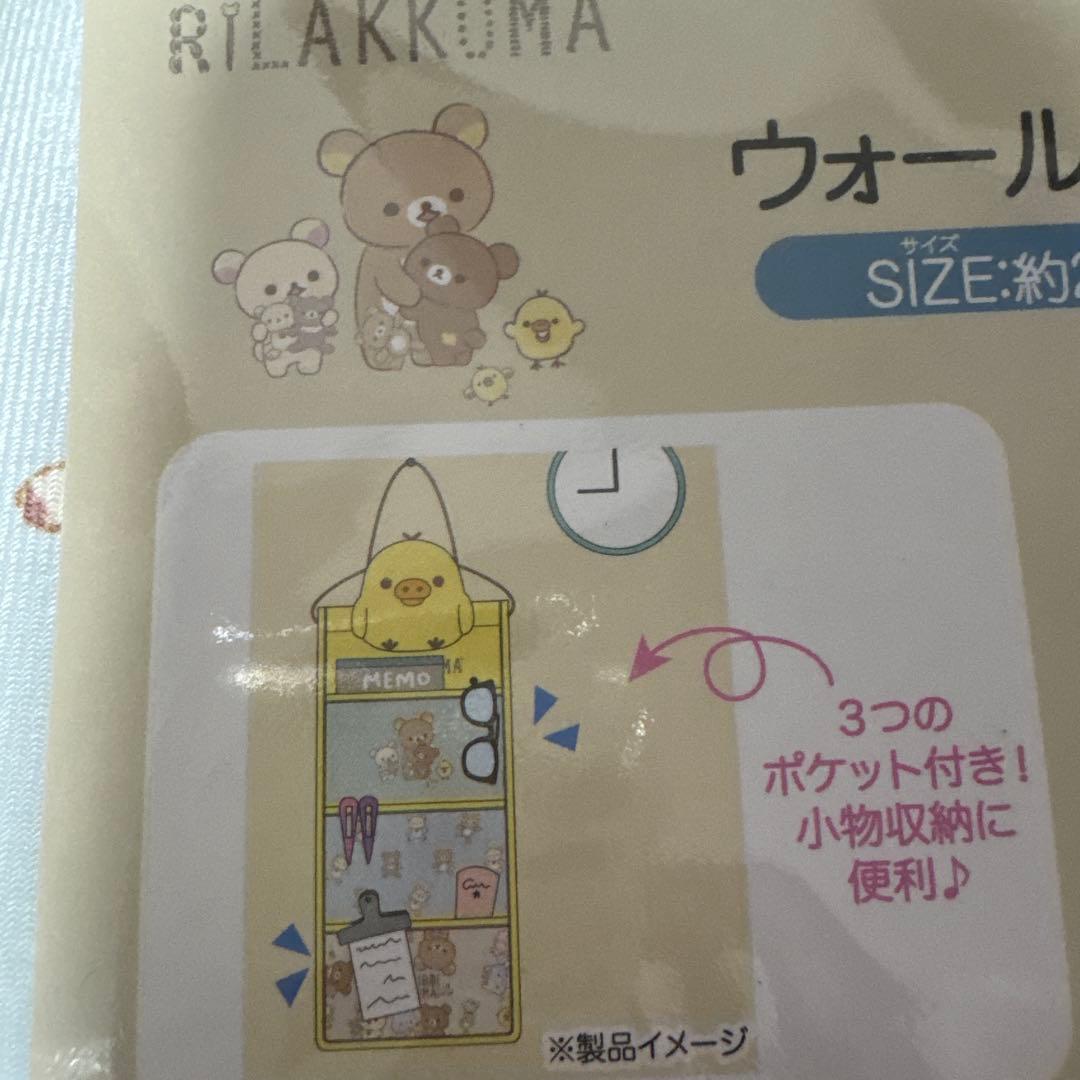 RILAKKUMA
ウォール
サイズ
SIZE:約2
MEMO
3つの
ポケット付き!
小物収納に
便利♪
※製品イメージ